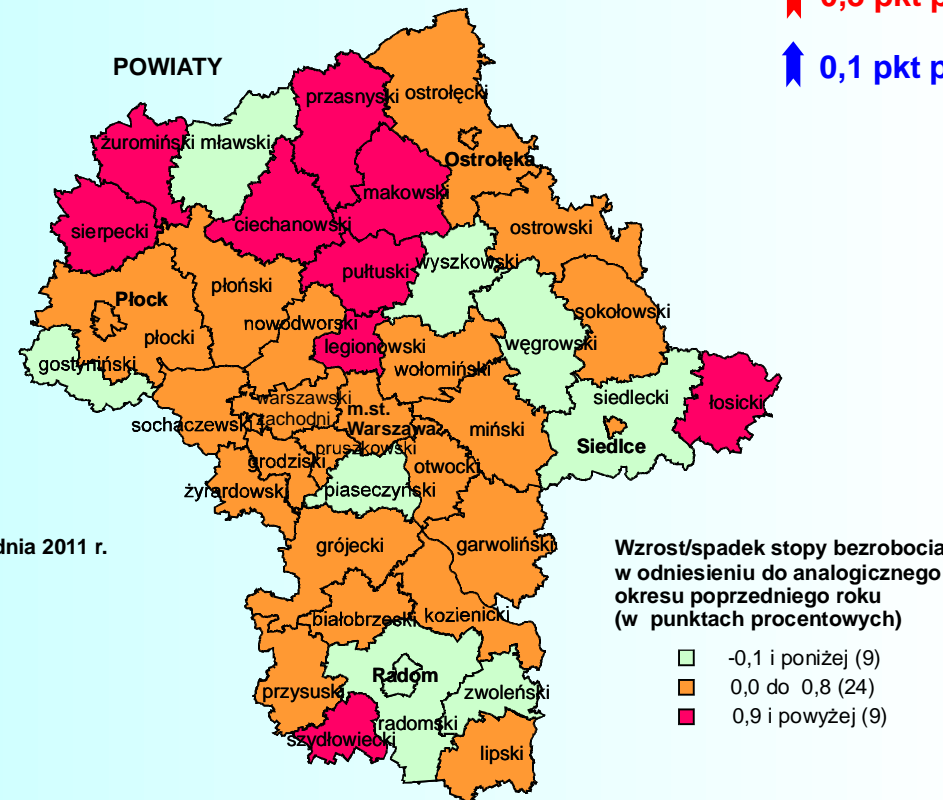 0,3 pkt p
0,1 pkt p
POWIATY
przasnyski
ostrołęcki
żuromiński
mławski
Ostrołęka
makowski
sierpecki
ciechanowski
ostrowski
wyszkowski
pułtuski
płoński
Płock
sokołowski
nowodworski
płocki
węgrowski
legionowski
gostyniński
wołomiński
siedlecki
łosicki
warszawski
zachodni
m.st.
Warszawa
sochaczewski
miński
Siedlce
pruszkowski
grodziski
otwocki
żyrardowski
piaseczyński
grójecki
garwoliński
dnia 2011 r.
białobrzeski
kozienicki
Radom
przysuski
zwoleński
radomski
szydłowiecki
lipski
Wzrost/spadek stopy bezrobocia
w odniesieniu do analogicznego
okresu poprzedniego roku
(w punktach procentowych)
-0,1 i poniżej (9)
0,0 do 0,8 (24)
0,9 i powyżej (9)